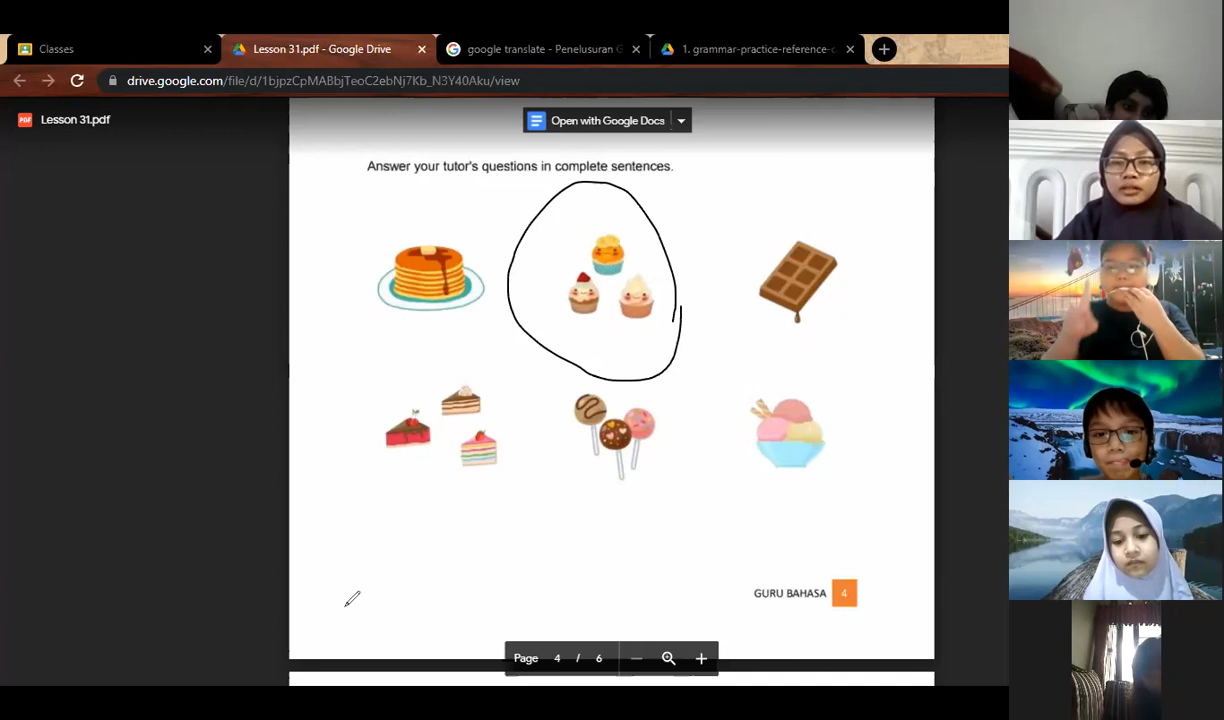 Classes
Lesson 31.pdf - Google Drive
google translate - Penelusuran G
1. grammar-practice-reference-c
drive.google.com/file/d/1bjpzCpMABbjTeoC2ebNj7Kb_N3Y40Aku/view
PDF Lesson 31.pdf
Open with Google Docs
Answer your tutor's questions in complete sentences.
GURU BAHASA 4
Page 4 / 6